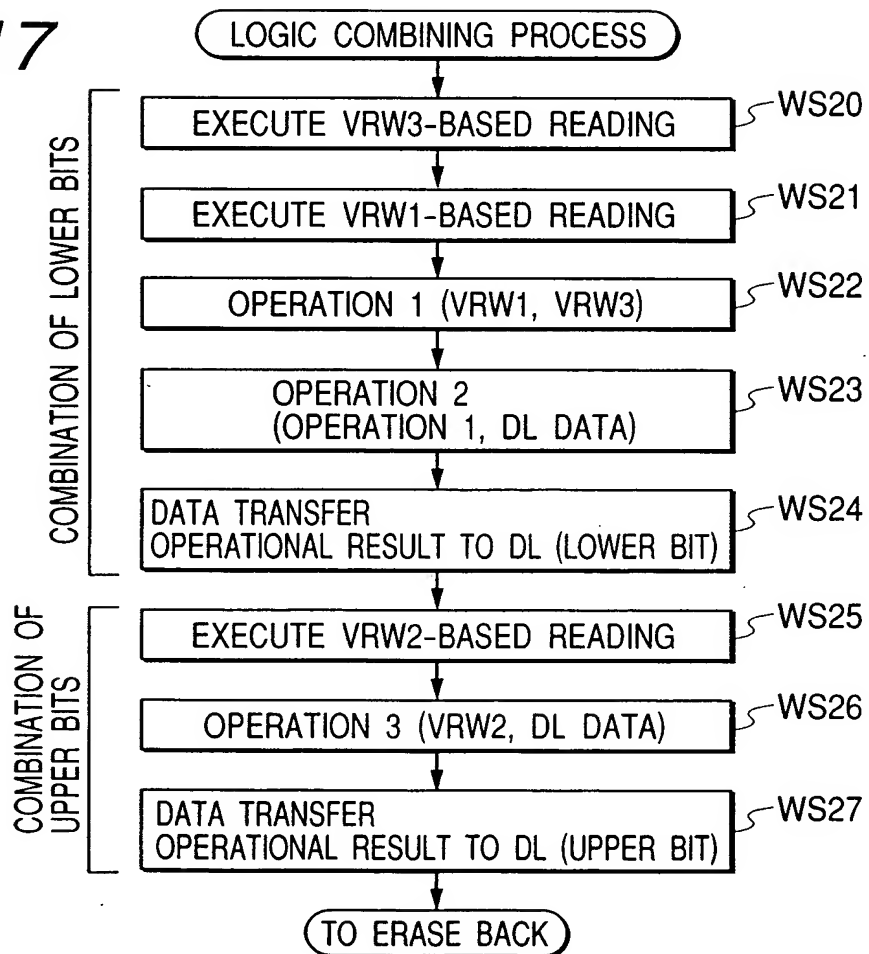 17
LOGIC COMBINING PROCESS
COMBINATION OF LOWER BITS
EXECUTE VRW3-BASED READING
WS20
EXECUTE VRW1-BASED READING
WS21
OPERATION 1 (VRW1, VRW3)
WS22
OPERATION 2
(OPERATION 1, DL DATA)
WS23
DATA TRANSFER
OPERATIONAL RESULT TO DL (LOWER BIT)
WS24
COMBINATION OF
UPPER BITS
EXECUTE VRW2-BASED READING
WS25
OPERATION 3 (VRW2, DL DATA)
WS26
DATA TRANSFER
OPERATIONAL RESULT TO DL (UPPER BIT)
WS27
TO ERASE BACK